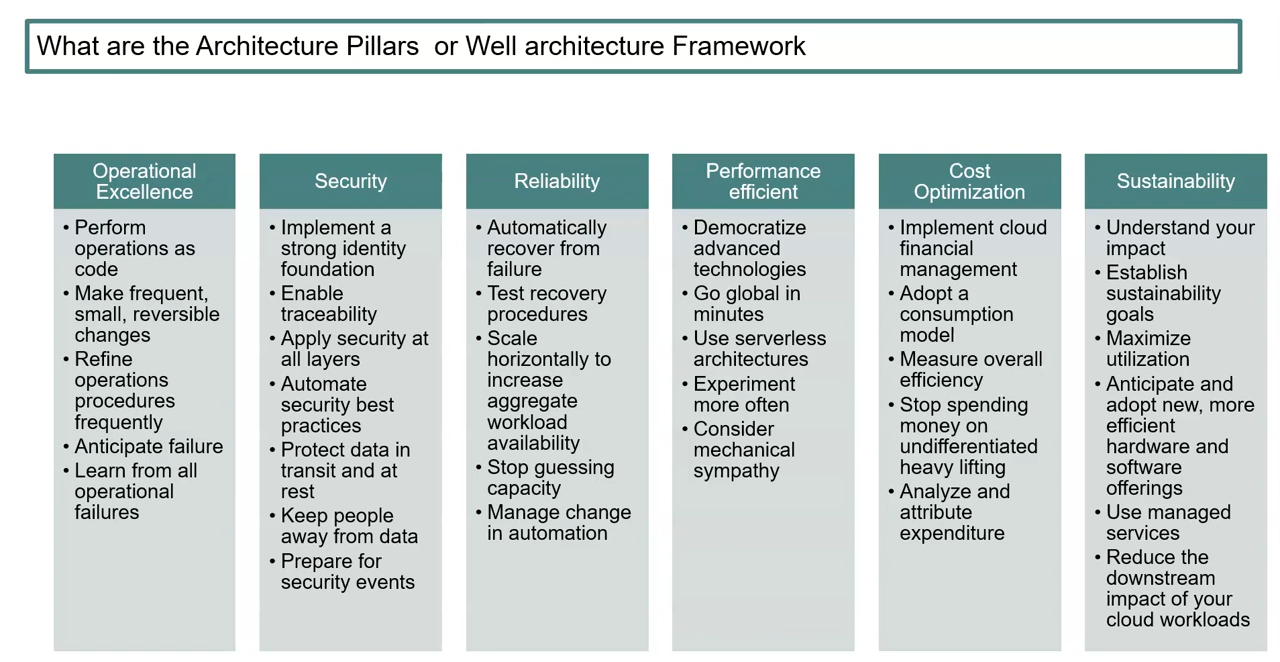 What are the Architecture Pillars  or Well architecture Framework
Operational
Excellence
• Perform
operations as
code
• Make frequent,
small, reversible
changes
• Refine
operations
procedures
frequently
• Anticipate failure
• Learn from all
operational
failures
Security
• Implement a
strong identity
foundation
• Enable
traceability
• Apply security at
all layers
• Automate
security best
practices
• Protect data in
transit and at
rest
• Keep people
away from data
• Prepare for
security events
Reliability
• Automatically
recover from
failure
• Test recovery
procedures
• Scale
horizontally to
increase
aggregate
workload
availability
• Stop guessing
capacity
• Manage change
in automation
Performance
efficient
• Democratize
advanced
technologies
• Go global in
minutes
• Use serverless
architectures
• Experiment
more often
• Consider
mechanical
sympathy
Cost
Optimization
• Implement cloud
financial
management
• Adopt a
consumption
model
• Measure overall
efficiency
• Stop spending
money on
undifferentiated
heavy lifting
• Analyze and
attribute
expenditure
Sustainability
• Understand your
impact
• Establish
sustainability
goals
• Maximize
utilization
• Anticipate and
adopt new, more
efficient
hardware and
software
offerings
• Use managed
services
• Reduce the
downstream
impact of your
cloud workloads